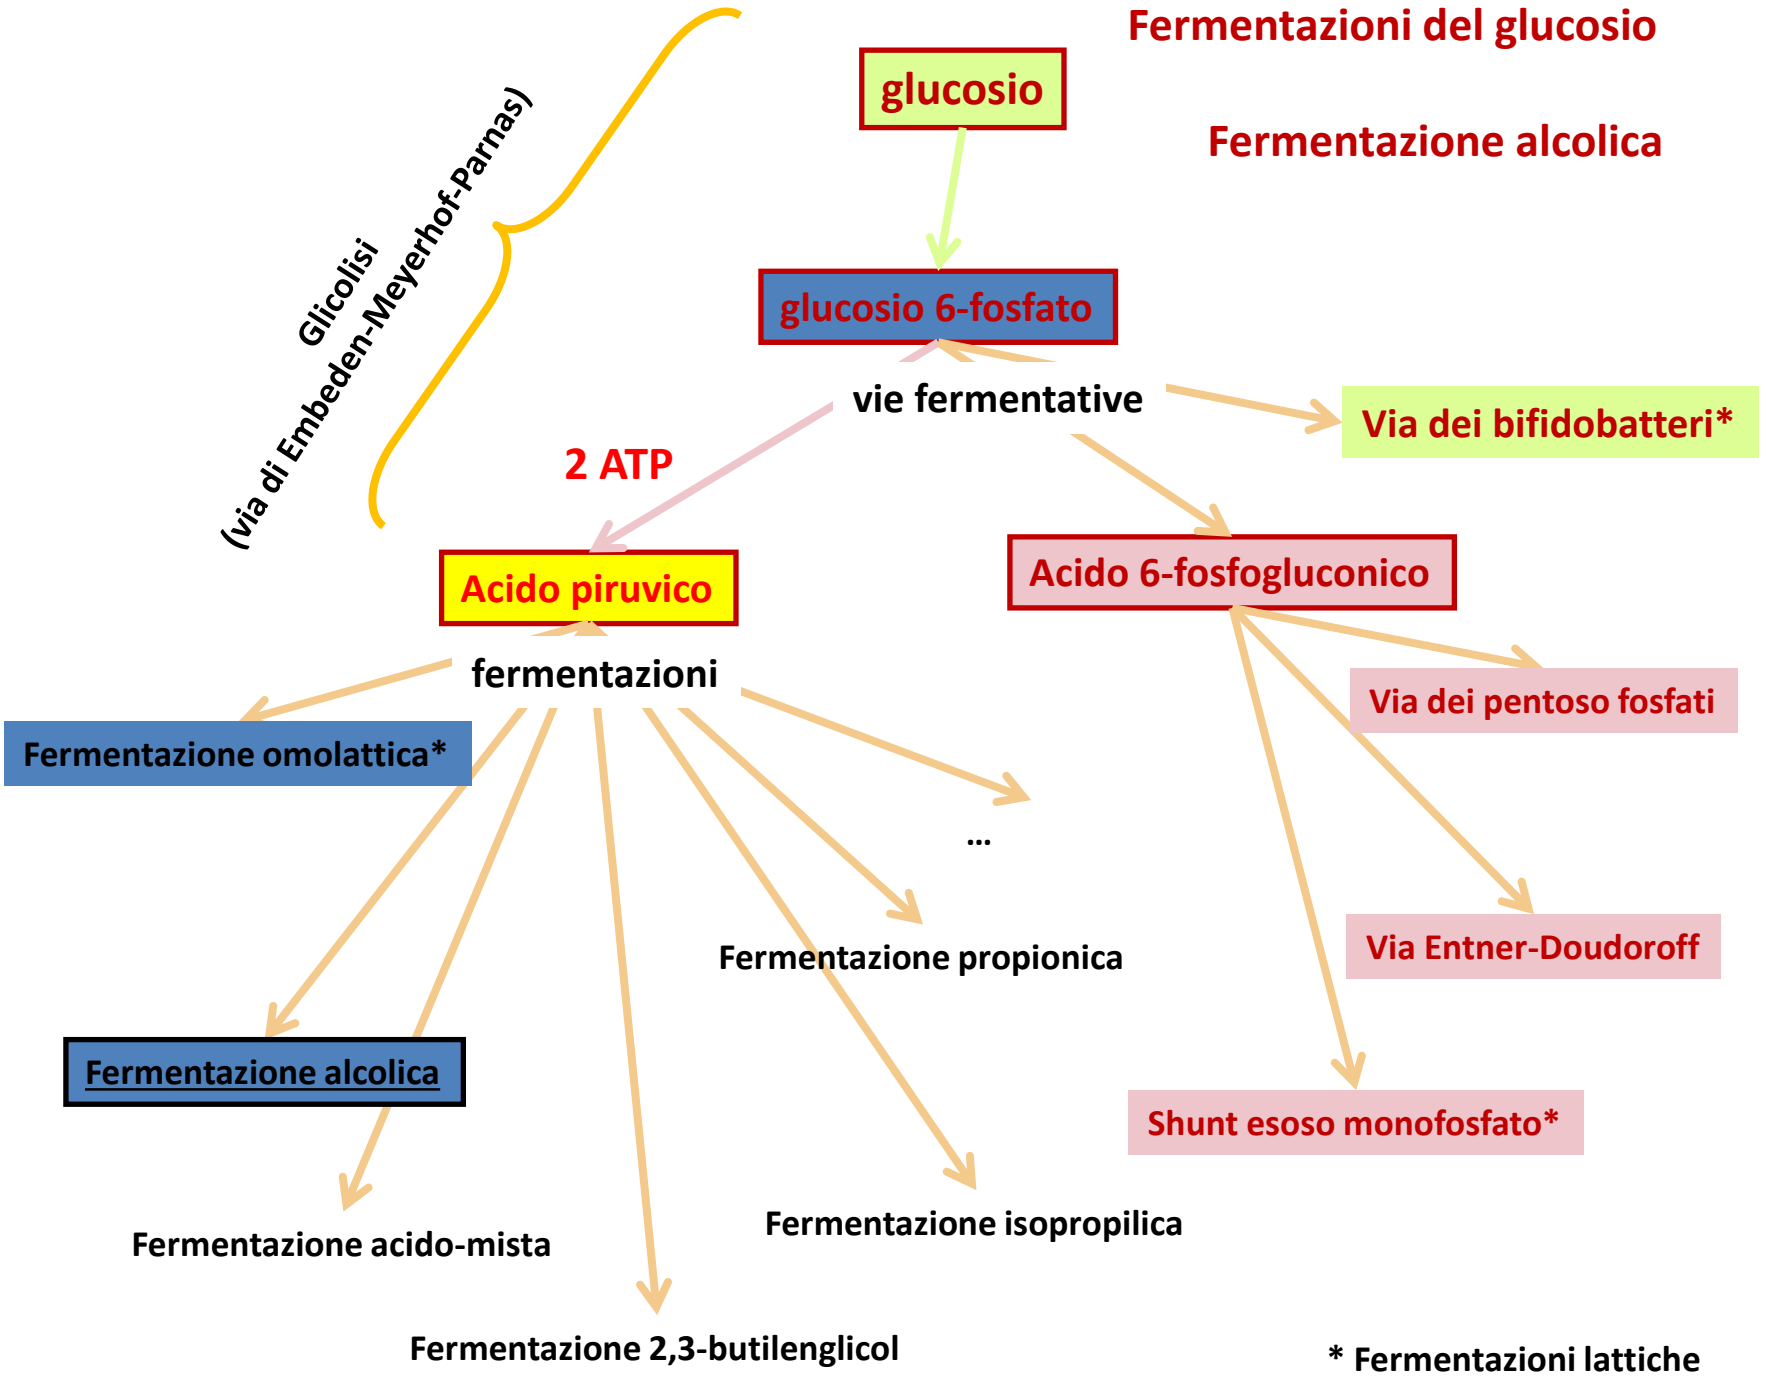 Fermentazioni del glucosio
glucosio
Fermentazione alcolica
Glicolisi
(via di Embeden-Meyerhof-Parnas)
glucosio 6-fosfato
vie fermentative
Via dei bifidobatteri*
2 ATP
Acido piruvico
Acido 6-fosfogluconico
fermentazioni
Via dei pentoso fosfati
Fermentazione omolattica*
…
Fermentazione propionica
Via Entner-Doudoroff
Fermentazione alcolica
Shunt esoso monofosfato*
Fermentazione isopropilica
Fermentazione acido-mista
Fermentazione 2,3-butilenglicol
* Fermentazioni lattiche